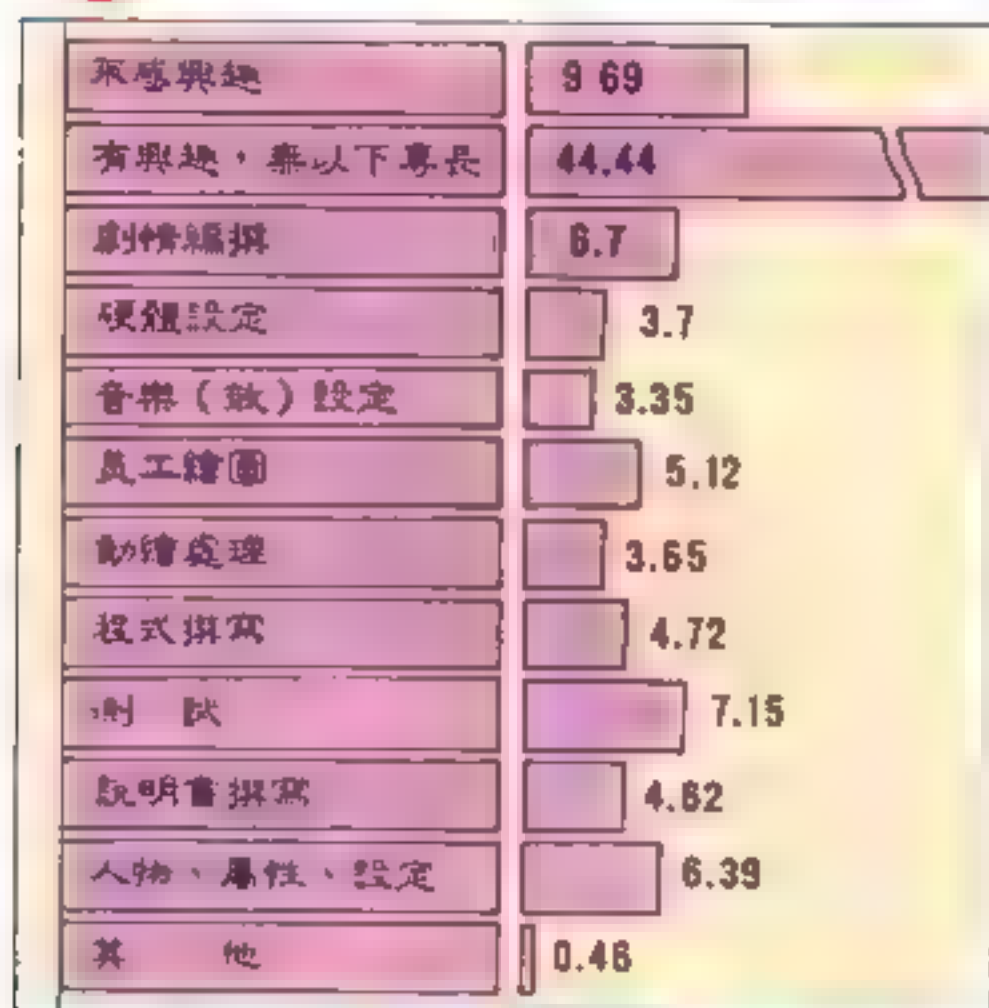 不感興趣 9.69
有興趣，無以下專長 44.44
劇情編撰 6.7
硬體設定 3.7
音樂（效）設定 3.35
美工繪圖 5.12
動繪處理 3.65
程式撰寫 4.72
測 試 7.15
說明書撰寫 4.62
人物、屬性、設定 6.39
其 他 0.46